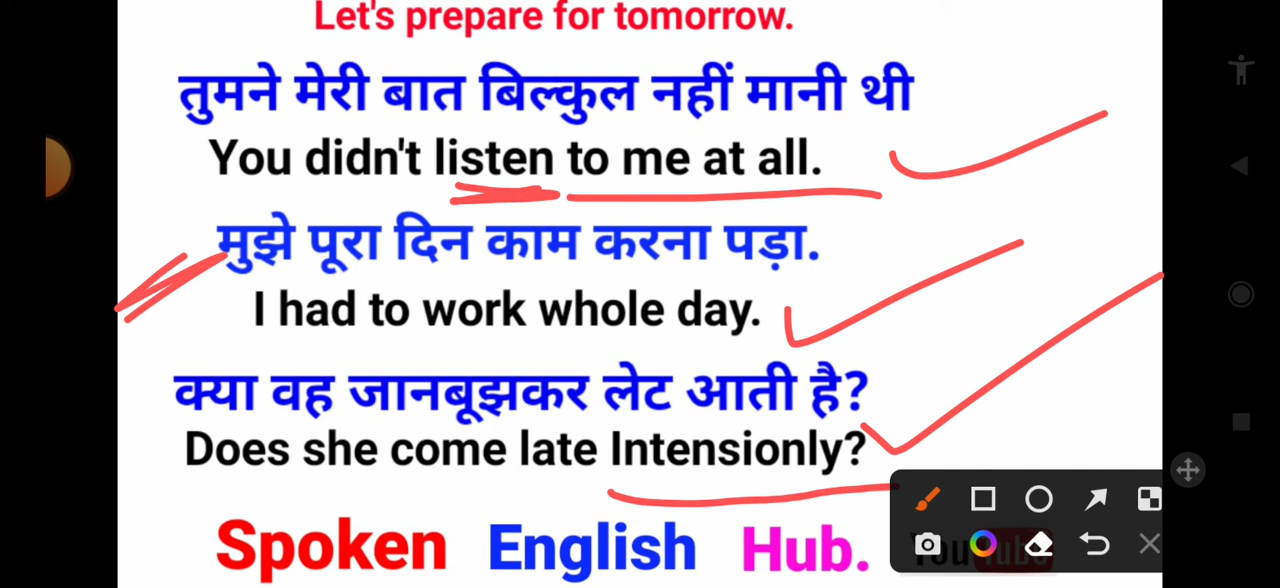 Let's prepare for tomorrow.
तुमने मेरी बात बिल्कुल नहीं मानी थी
You didn't listen to me at all.
मुझे पूरा दिन काम करना पड़ा.
I had to work whole day.
क्या वह जानबूझकर लेट आती है?
Does she come late Intensionly?
Spoken English Hub.
YouTube